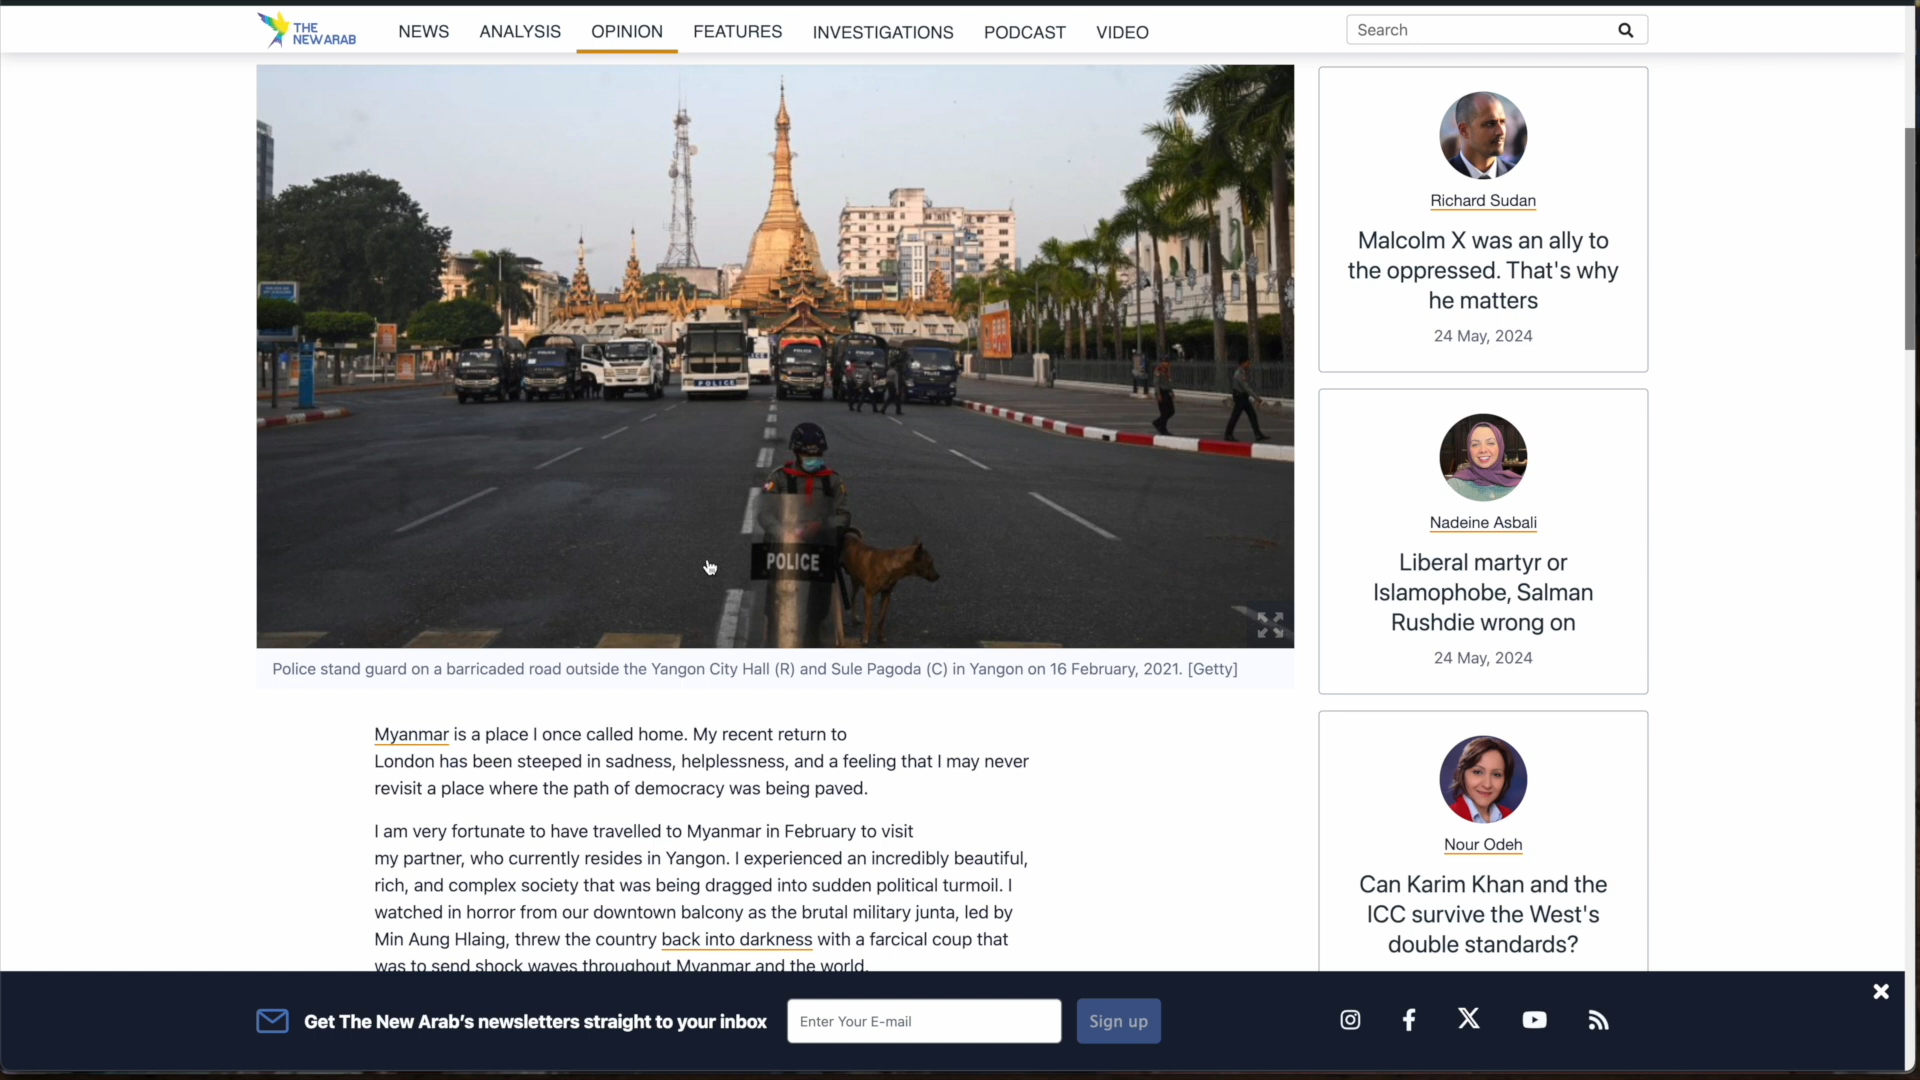 THE
NEW ARAB
NEWS
ANALYSIS
OPINION
FEATURES
INVESTIGATIONS
PODCAST
VIDEO
Search
POLICE
POLICE
Police stand guard on a barricaded road outside the Yangon City Hall (R) and Sule Pagoda (C) in Yangon on 16 February, 2021. [Getty]
Myanmar is a place I once called home. My recent return to
London has been steeped in sadness, helplessness, and a feeling that I may never
revisit a place where the path of democracy was being paved.
I am very fortunate to have travelled to Myanmar in February to visit
my partner, who currently resides in Yangon. I experienced an incredibly beautiful,
rich, and complex society that was being dragged into sudden political turmoil. I
watched in horror from our downtown balcony as the brutal military junta, led by
Min Aung Hlaing, threw the country back into darkness with a farcical coup that
was to send shock waves throughout Myanmar and the world.
Richard Sudan
Malcolm X was an ally to
the oppressed. That's why
he matters
24 May, 2024
Nadeine Asbali
Liberal martyr or
Islamophobe, Salman
Rushdie wrong on
24 May, 2024
Nour Odeh
Can Karim Khan and the
ICC survive the West's
double standards?
Get The New Arab's newsletters straight to your inbox
Enter Your E-mail
Sign up